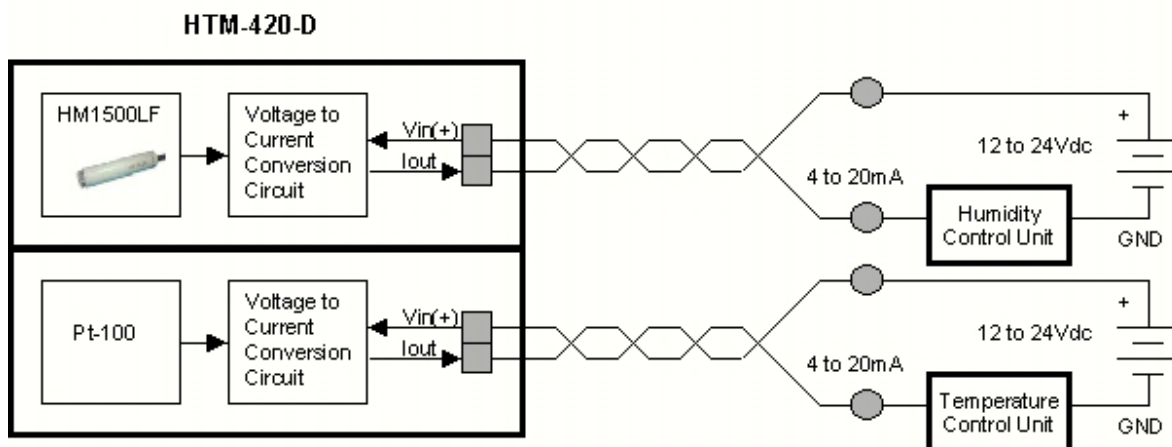 HTM-420-D
HM1500LF
Voltage to
Current
Conversion
Circuit
Vin(+)
Iout
4 to 20mA
12 to 24Vdc
+
Humidity
Control Unit
GND
Pt-100
Voltage to
Current
Conversion
Circuit
Vin(+)
Iout
4 to 20mA
12 to 24Vdc
+
Temperature
Control Unit
GND